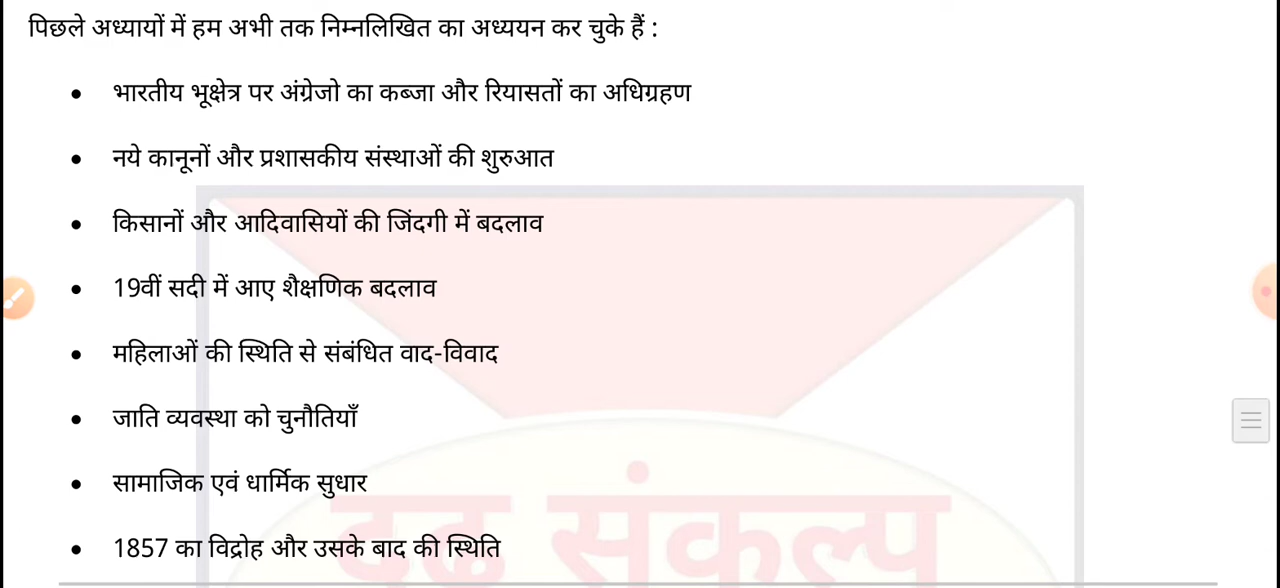 पिछले अध्यायों में हम अभी तक निम्नलिखित का अध्ययन कर चुके हैं :
• भारतीय भूक्षेत्र पर अंग्रेजो का कब्जा और रियासतों का अधिग्रहण
• नये कानूनों और प्रशासकीय संस्थाओं की शुरुआत
• किसानों और आदिवासियों की जिंदगी में बदलाव
• 19वीं सदी में आए शैक्षणिक बदलाव
• महिलाओं की स्थिति से संबंधित वाद-विवाद
• जाति व्यवस्था को चुनौतियाँ
• सामाजिक एवं धार्मिक सुधार
दृढ संकल्प
• 1857 का विद्रोह और उसके बाद की स्थिति